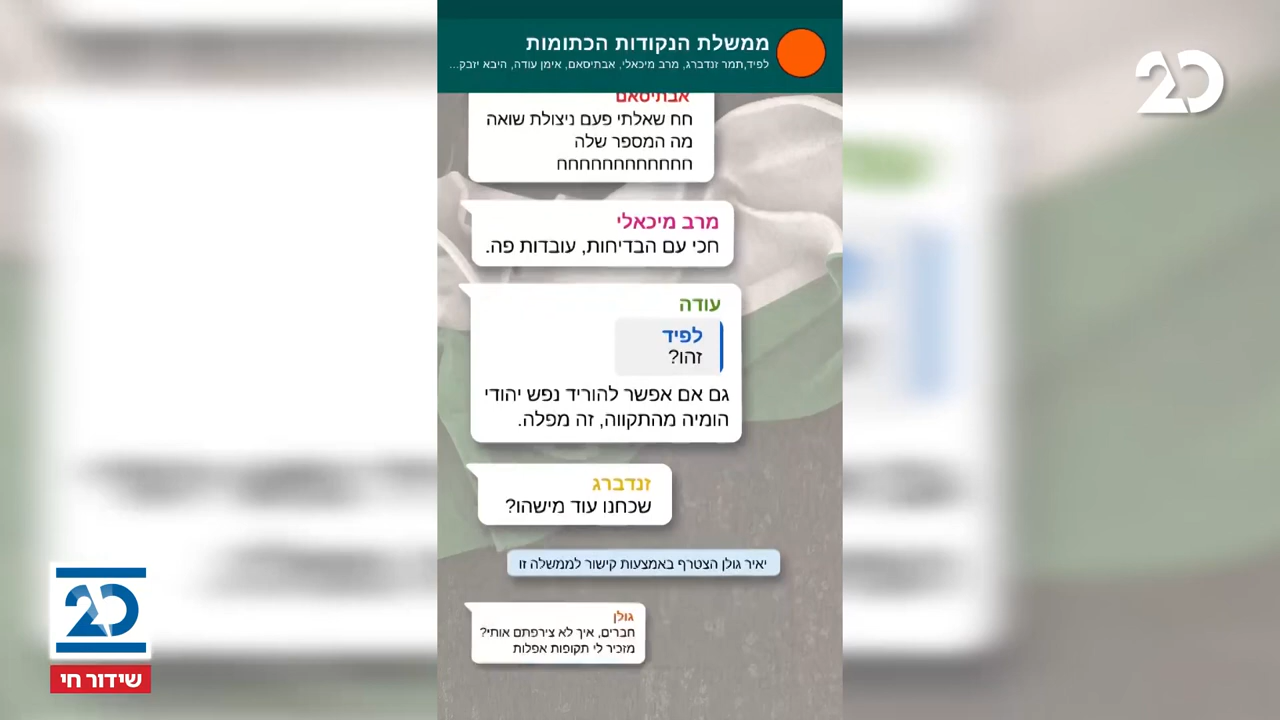 ממשלת הנקודות הכתומות
לפיד,תמר זנדברג, מרב מיכאלי, אבתיסאם, אימן עודה, היבא יזבק...
20
אבתיסאם
חח שאלתי פעם ניצולת שואה
מה המספר שלה
חחחחחחחחחחחח
מרב מיכאלי
חכי עם הבדיחות, עובדות פה.
עודה
לפיד
זהו?
גם אם אפשר להוריד נפש יהודי
הומיה מהתקווה, זה מפלה.
זנדברג
שכחנו עוד מישהו?
יאיר גולן הצטרף באמצעות קישור לממשלה זו
גולן
חברים, איך לא צירפתם אותי?
מזכיר לי תקופות אפלות
20
שידור חי